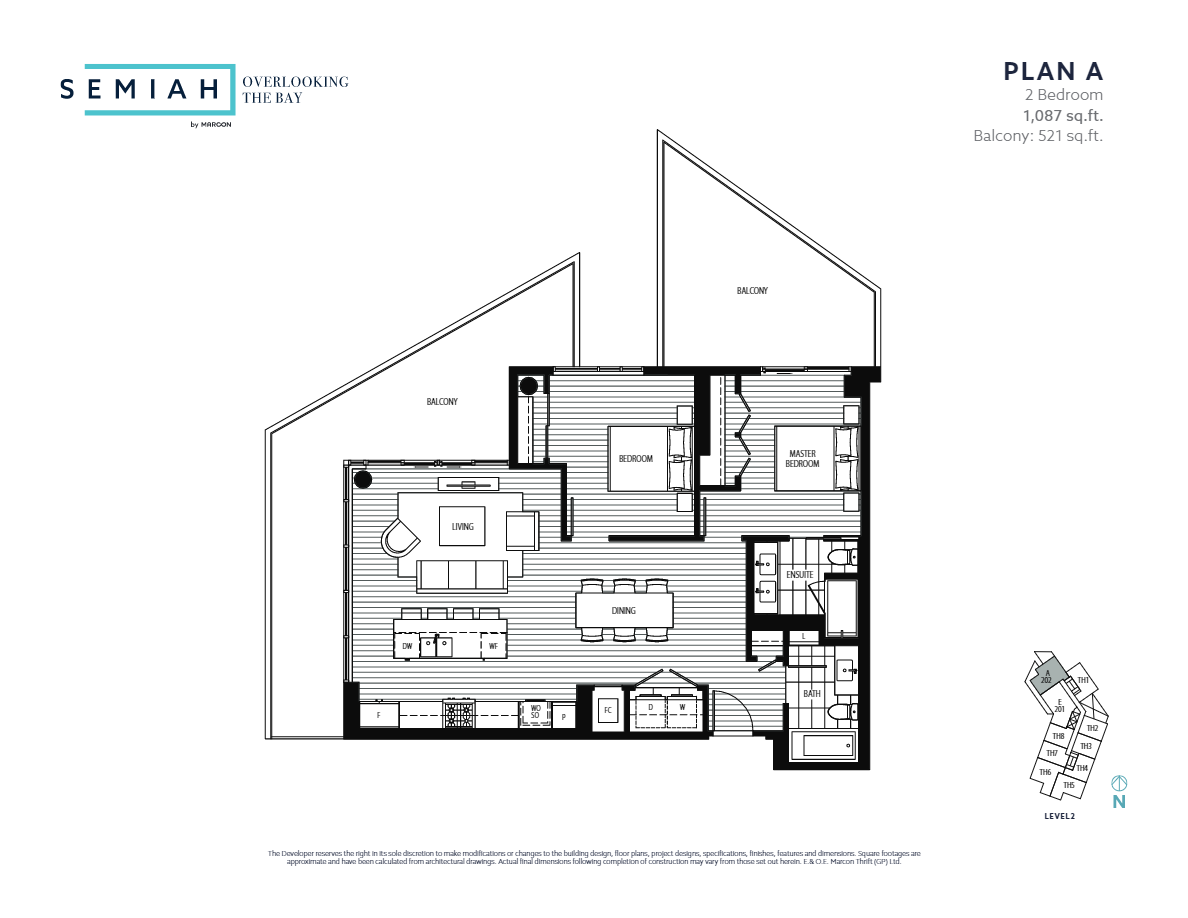 SEMIAH
OVERLOOKING
THE BAY
by MARCON
PLAN A
2 Bedroom
1,087 sq.ft.
Balcony: 521 sq.ft.
BALCONY
BALCONY
BEDROOM
MASTER
BEDROOM
LIVING
ENSUITE
DINING
L
DW
WF
BATH
F
WO
SO
P
FC
D
W
A
202
TH1
E
201
TH2
TH8
TH3
TH7
TH4
TH6
TH5
N
LEVEL 2
The Developer reserves the right in its sole discretion to make modifications or changes to the building design, floor plans, project designs, specifications, finishes, features and dimensions. Square footages are
approximate and have been calculated from architectural drawings. Actual final dimensions following completion of construction may vary from those set out herein. E.& O.E. Marcon Thrift (GP) Ltd.